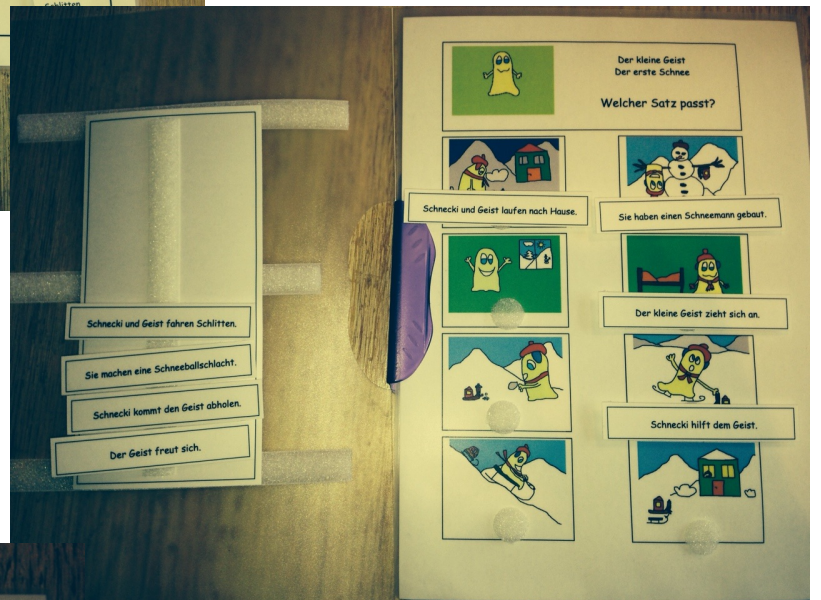 Schlitten
Der kleine Geist
Der erste Schnee
Welcher Satz passt?
Schnecki und Geist laufen nach Hause.
Sie haben einen Schneemann gebaut.
Der kleine Geist zieht sich an.
Schnecki hilft dem Geist.
Schnecki und Geist fahren Schlitten.
Sie machen eine Schneeballschlacht.
Schnecki kommt den Geist abholen.
Der Geist freut sich.